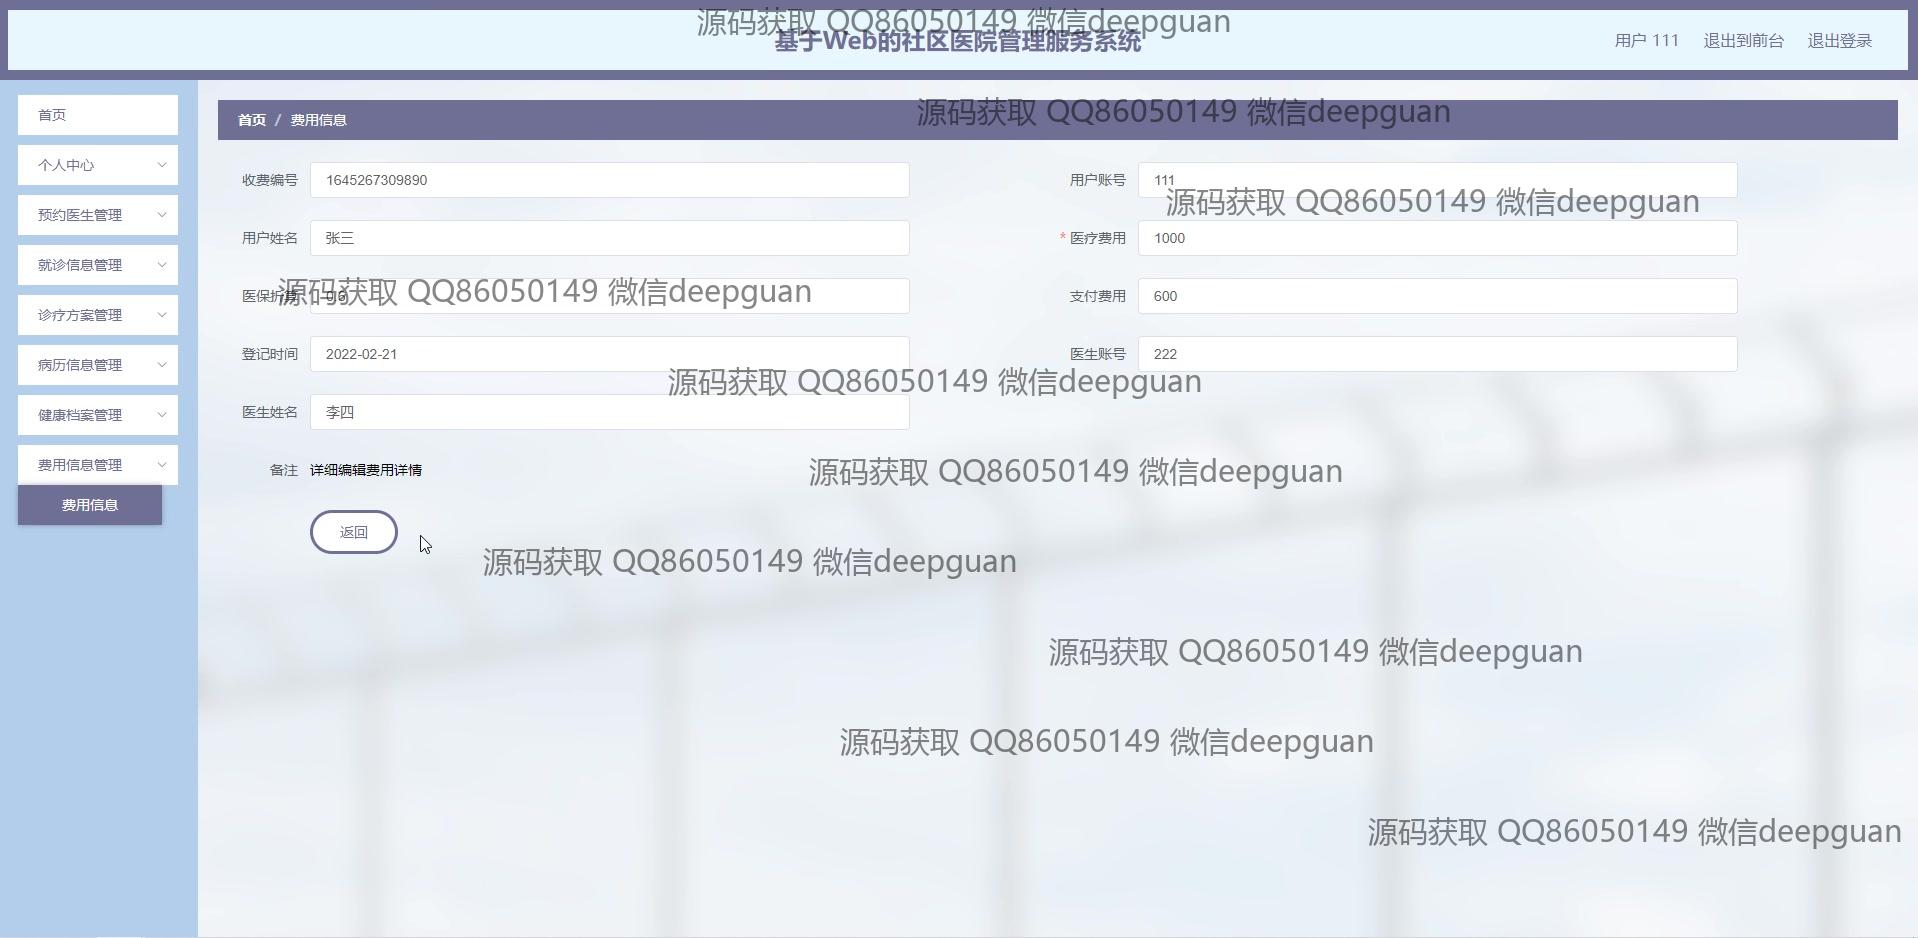 源码获取 QQ86050149 微信deepguan
基于Web的社区医院管理服务系统
用户 111 退出到前台 退出登录
首页
个人中心
预约医生管理
就诊信息管理
诊疗方案管理
病历信息管理
健康档案管理
费用信息管理
费用信息
首页 / 费用信息
源码获取 QQ86050149 微信deepguan
收费编号 1645267309890
用户账号 111
源码获取 QQ86050149 微信deepguan
用户姓名 张三
* 医疗费用 1000
医保折算 0.6
源码获取 QQ86050149 微信deepguan
支付费用 600
登记时间 2022-02-21
医生账号 222
源码获取 QQ86050149 微信deepguan
医生姓名 李四
备注 详细编辑费用详情
源码获取 QQ86050149 微信deepguan
返回
源码获取 QQ86050149 微信deepguan
源码获取 QQ86050149 微信deepguan
源码获取 QQ86050149 微信deepguan
源码获取 QQ86050149 微信deepguan